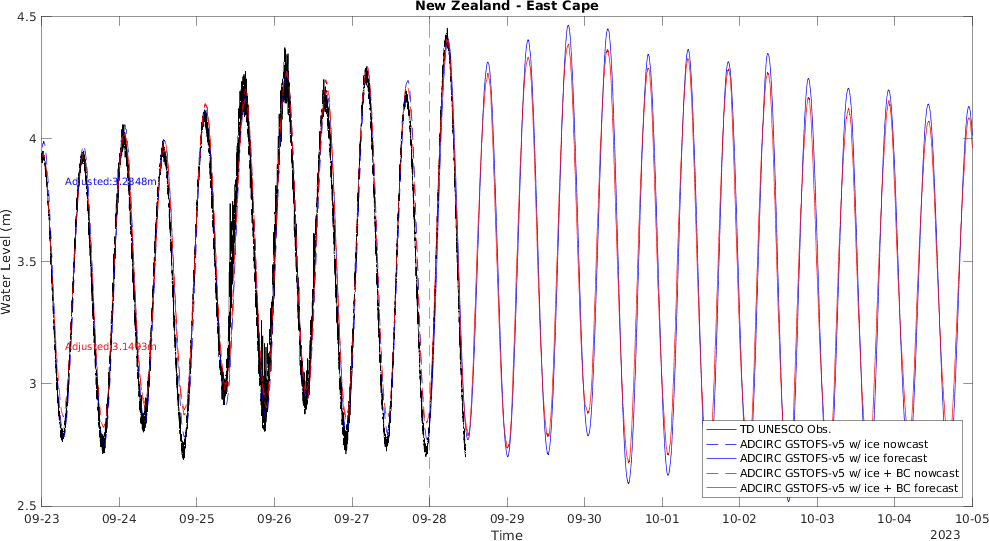 New Zealand - East Cape
4.5
4
3.5
3
2.5
Water Level (m)
Adjusted:3.2848m
Adjusted:3.1493m
TD UNESCO Obs.
ADCIRC GSTOFS-v5 w/ ice nowcast
ADCIRC GSTOFS-v5 w/ ice forecast
ADCIRC GSTOFS-v5 w/ ice + BC nowcast
ADCIRC GSTOFS-v5 w/ ice + BC forecast
09-23 09-24 09-25 09-26 09-27 09-28 09-29 09-30 10-01 10-02 10-03 10-04 10-05
Time
2023